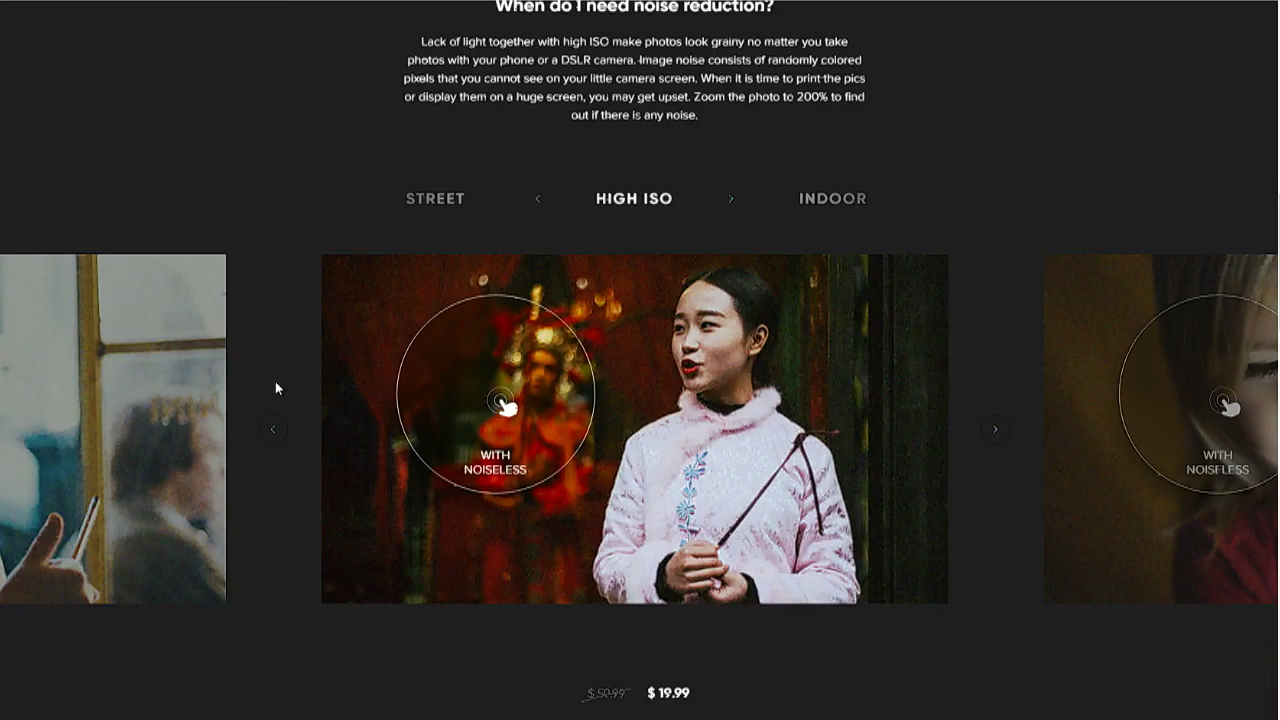 When do I need noise reduction?
Lack of light together with high ISO make photos look grainy no matter you take
photos with your phone or a DSLR camera. Image noise consists of randomly colored
pixels that you cannot see on your little camera screen. When it is time to print the pics
or display them on a huge screen, you may get upset. Zoom the photo to 200% to find
out if there is any noise.
STREET < HIGH ISO > INDOOR
WITH
NOISELESS
WITH
NOISELESS
$ 59.99 $ 19.99